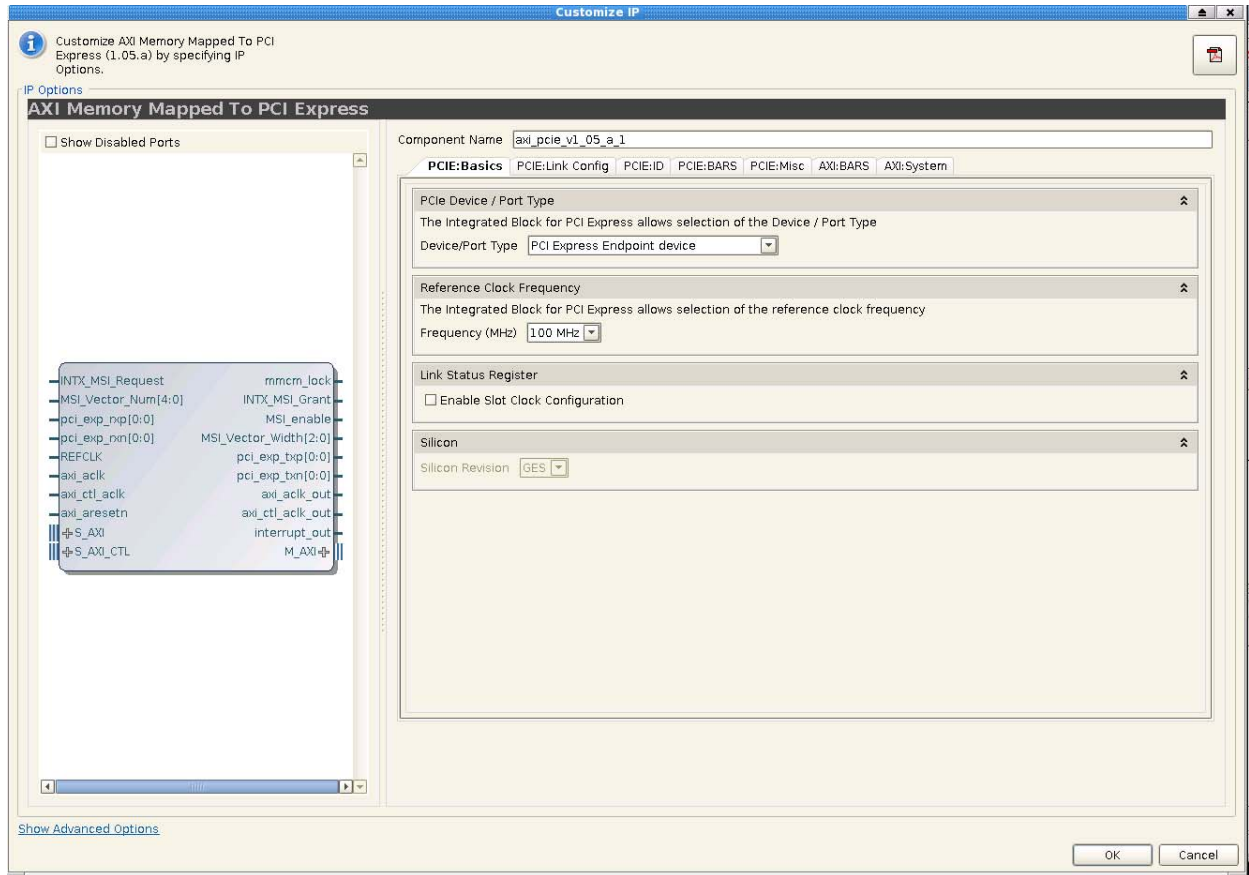 Customize IP
Customize AXI Memory Mapped To PCI
Express (1.05.a) by specifying IP
Options.
IP Options
AXI Memory Mapped To PCI Express
Show Disabled Ports
INTX_MSI_Request
mmcm_lock
MSI_Vector_Num[4:0]
INTX_MSI_Grant
pci_exp_rxp[0:0]
MSI_enable
pci_exp_rxn[0:0]
MSI_Vector_Width[2:0]
REFCLK
pci_exp_txp[0:0]
axi_aclk
pci_exp_txn[0:0]
axi_ctl_aclk
axi_aclk_out
axi_aresetn
axi_ctl_aclk_out
S_AXI
interrupt_out
S_AXI_CTL
M_AXI
Component Name axi_pcie_v1_05_a_1
PCIE:Basics PCIE:Link Config PCIE:ID PCIE:BARS PCIE:Misc AXI:BARS AXI:System
PCIe Device / Port Type
The Integrated Block for PCI Express allows selection of the Device / Port Type
Device/Port Type PCI Express Endpoint device
Reference Clock Frequency
The Integrated Block for PCI Express allows selection of the reference clock frequency
Frequency (MHz) 100 MHz
Link Status Register
Enable Slot Clock Configuration
Silicon
Silicon Revision GES
Show Advanced Options
OK Cancel